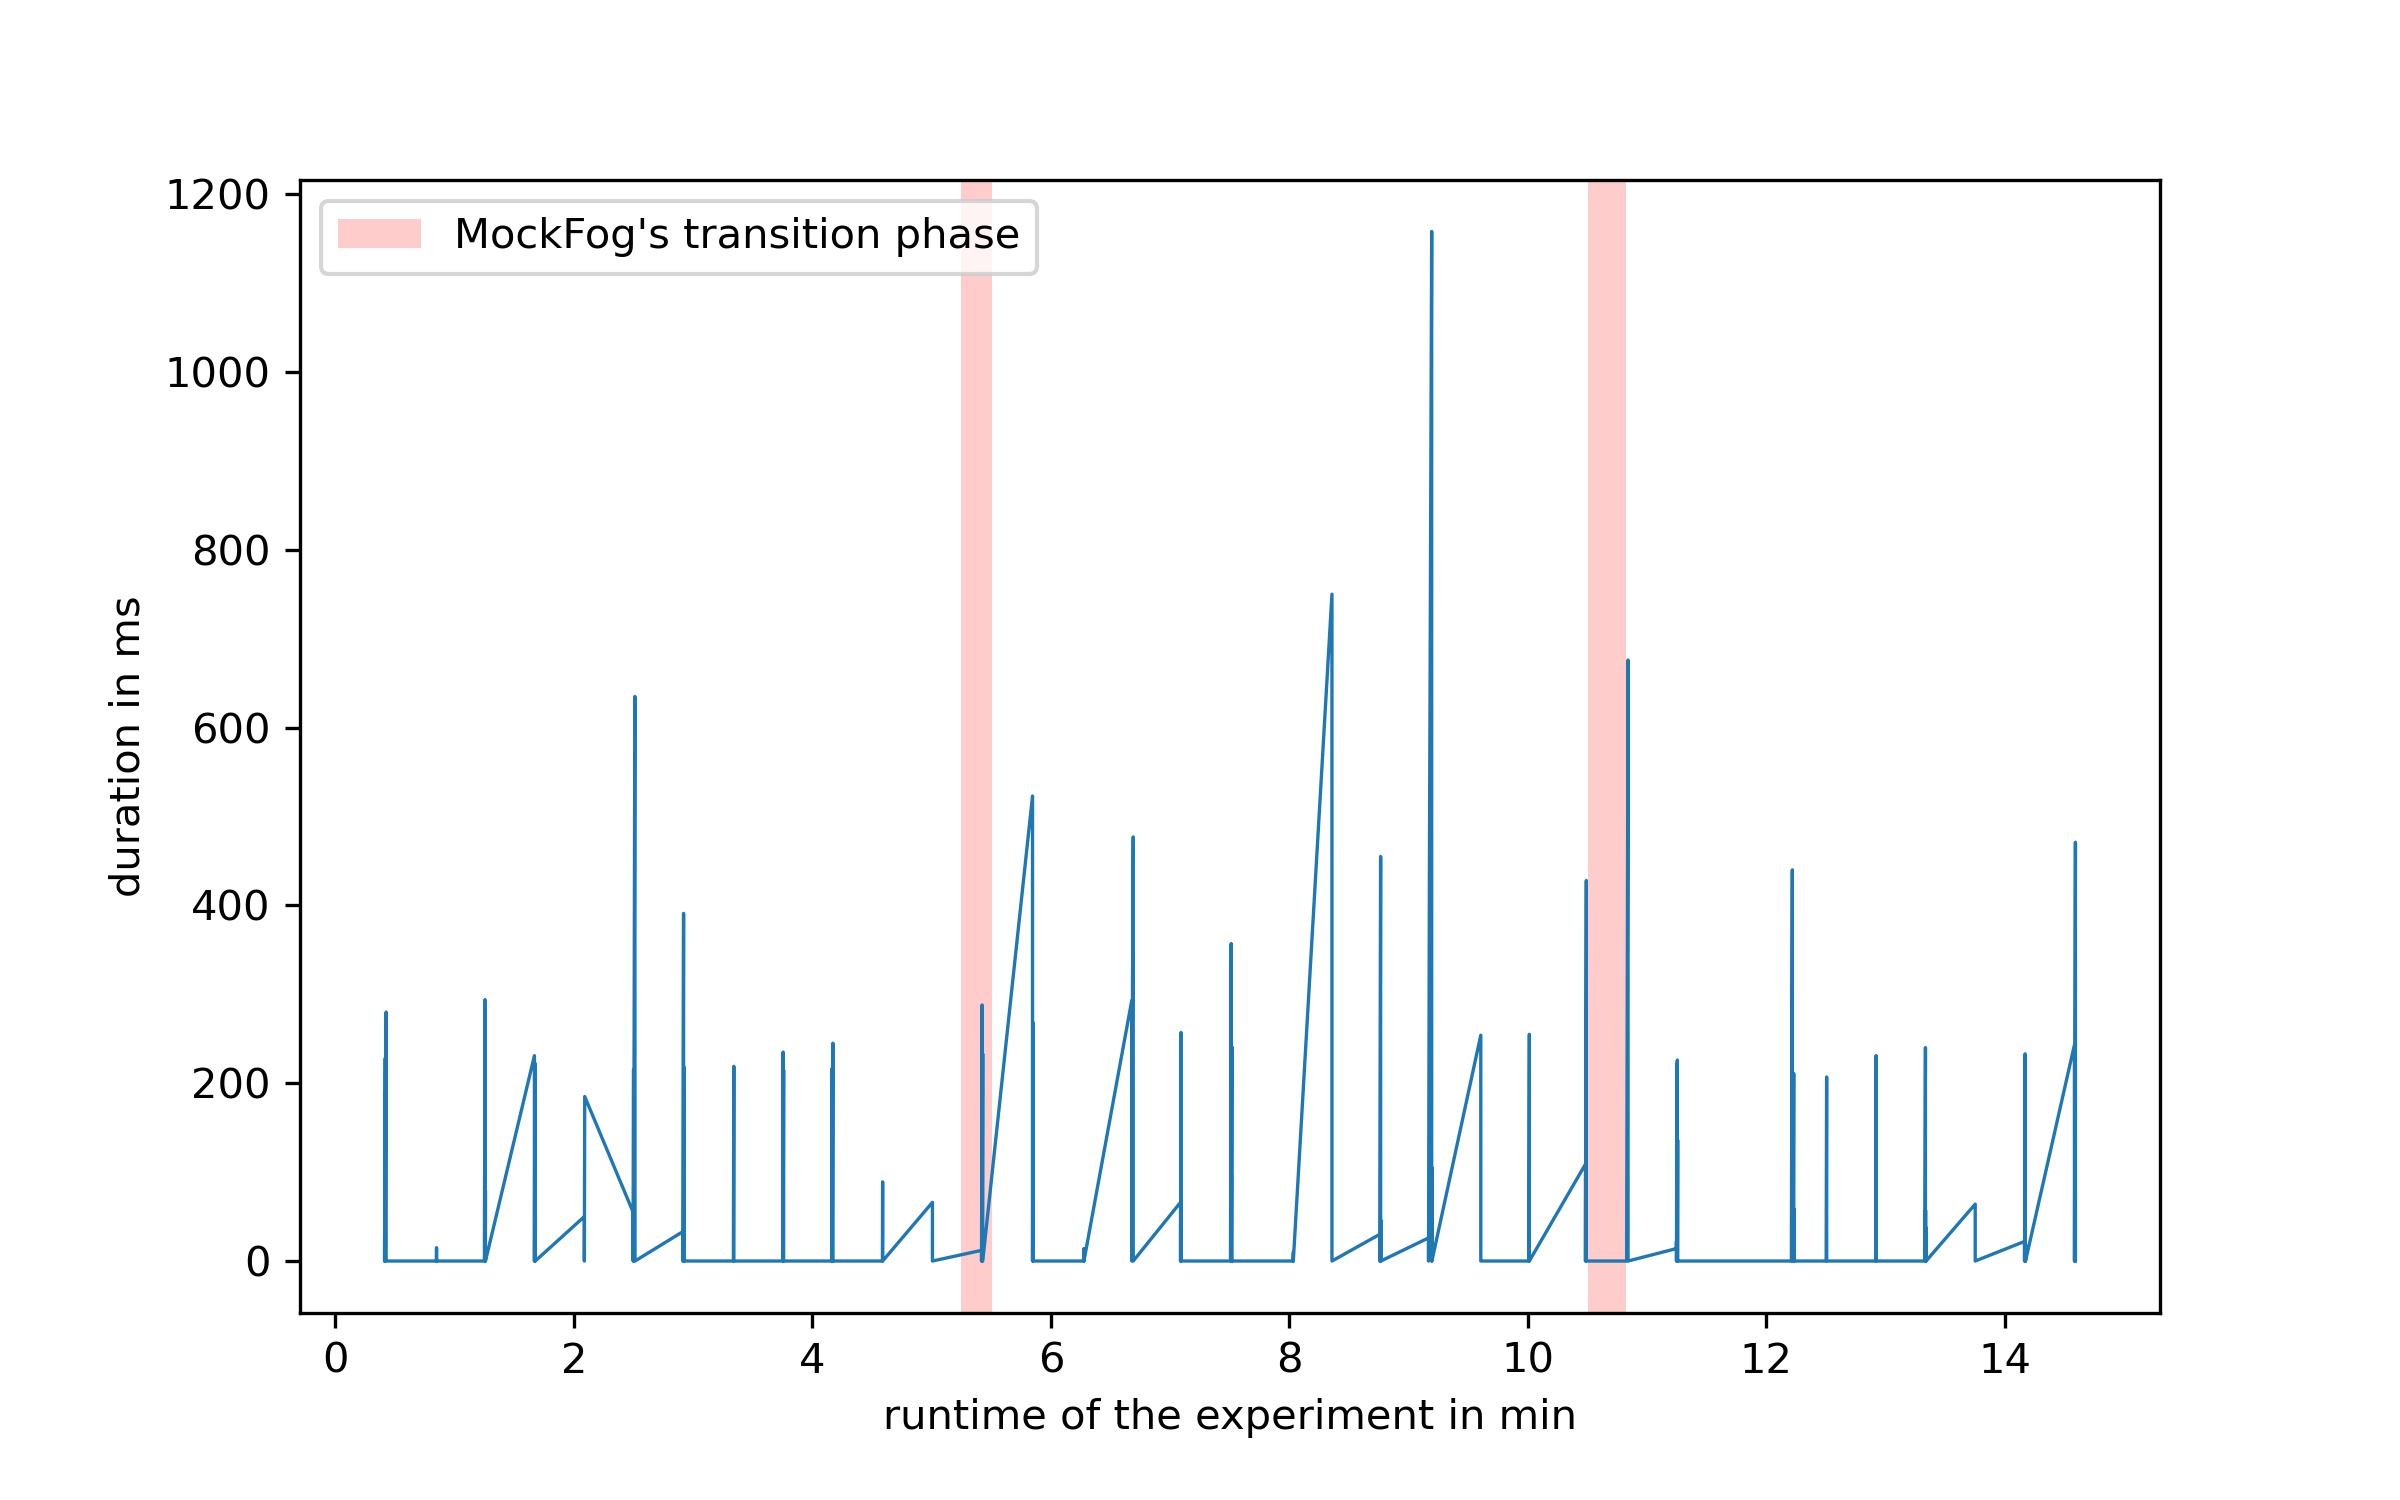 MockFog's transition phase
1200
1000
800
600
400
200
0
duration in ms
0 2 4 6 8 10 12 14
runtime of the experiment in min